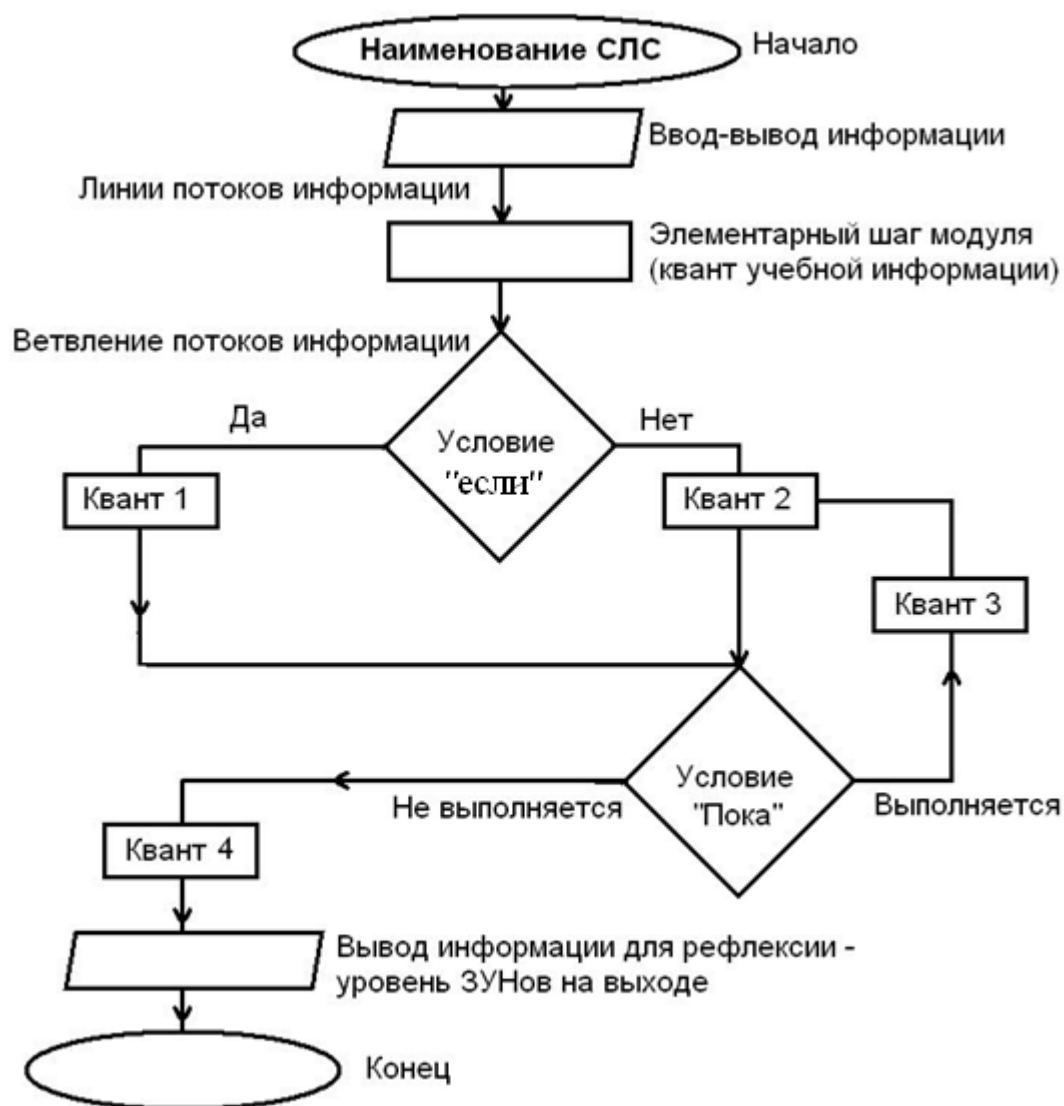 Наименование СЛС
Начало
Ввод-вывод информации
Линии потоков информации
Элементарный шаг модуля
(квант учебной информации)
Ветвление потоков информации
Да
Нет
Условие
"если"
Квант 1
Квант 2
Квант 3
Условие
"Пока"
Не выполняется
Выполняется
Квант 4
Вывод информации для рефлексии -
уровень ЗУНов на выходе
Конец